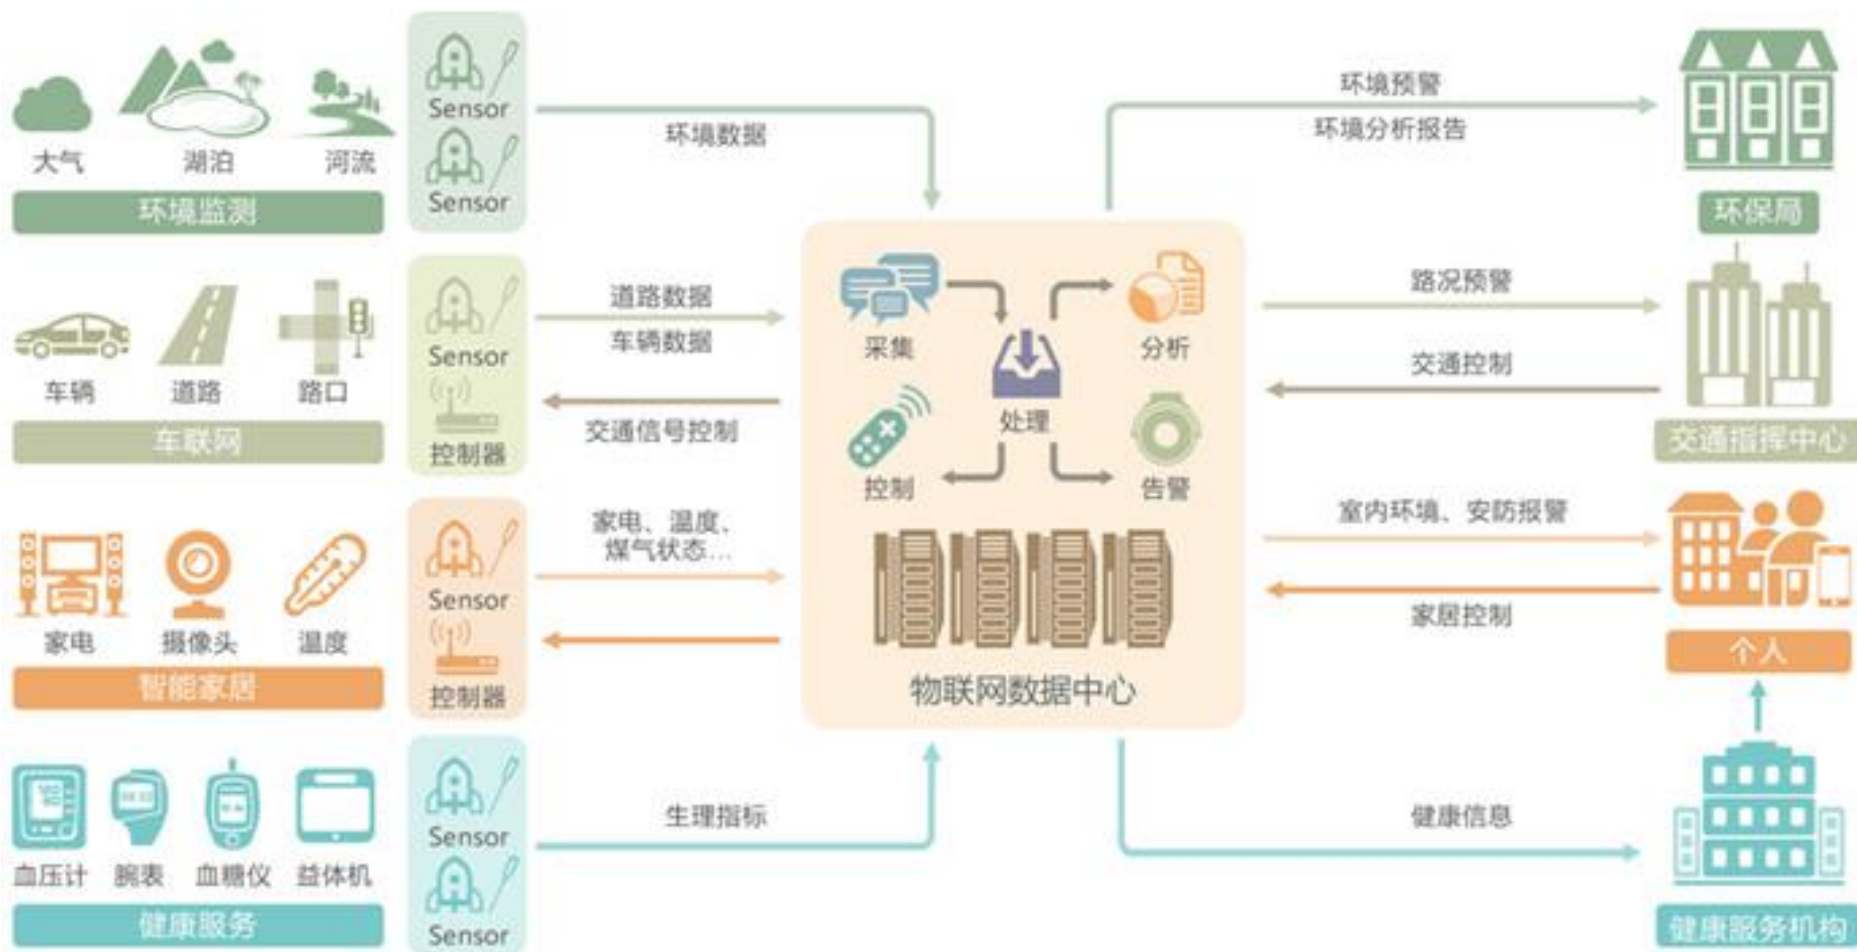 大气
湖泊
河流
环境监测
Sensor
Sensor
环境数据
环境预警
环境分析报告
环保局
车辆
道路
路口
车联网
Sensor
控制器
道路数据
车辆数据
交通信号控制
路况预警
交通控制
交通指挥中心
采集
分析
处理
控制
告警
物联网数据中心
家电
摄像头
温度
智能家居
Sensor
控制器
家电、温度、
煤气状态...
室内环境、安防报警
家居控制
个人
血压计
腕表
血糖仪
益体机
健康服务
Sensor
Sensor
生理指标
健康信息
健康服务机构